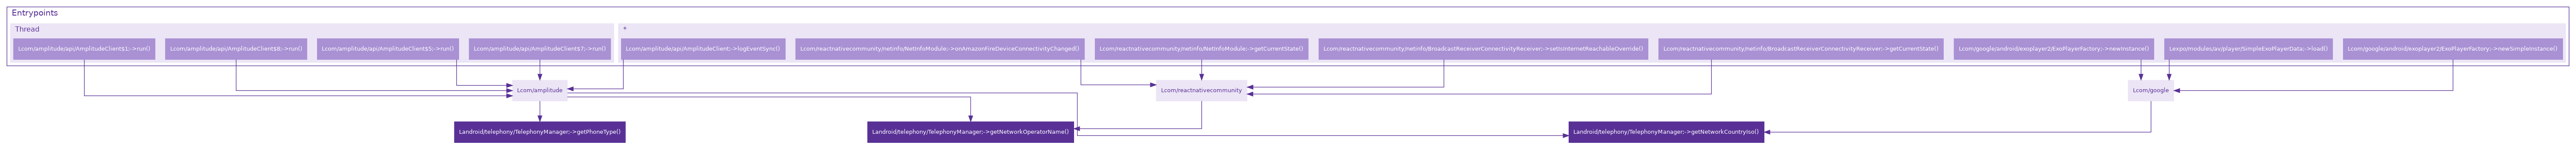 Entrypoints
Thread
*
Lcom/amplitude/api/AmplitudeClient$1;->run()
Lcom/amplitude/api/AmplitudeClient$8;->run()
Lcom/amplitude/api/AmplitudeClient$5;->run()
Lcom/amplitude/api/AmplitudeClient$7;->run()
Lcom/amplitude/api/AmplitudeClient;->logEventSync()
Lcom/reactnativecommunity/netinfo/NetInfoModule;->onAmazonFireDeviceConnectivityChanged()
Lcom/reactnativecommunity/netinfo/NetInfoModule;->getCurrentState()
Lcom/reactnativecommunity/netinfo/BroadcastReceiverConnectivityReceiver;->setIsInternetReachableOverride()
Lcom/reactnativecommunity/netinfo/BroadcastReceiverConnectivityReceiver;->getCurrentState()
Lcom/google/android/exoplayer2/ExoPlayerFactory;->newInstance()
Lexpo/modules/av/player/SimpleExoPlayerData;->load()
Lcom/google/android/exoplayer2/ExoPlayerFactory;->newSimpleInstance()
Lcom/amplitude
Lcom/reactnativecommunity
Lcom/google
Landroid/telephony/TelephonyManager;->getPhoneType()
Landroid/telephony/TelephonyManager;->getNetworkOperatorName()
Landroid/telephony/TelephonyManager;->getNetworkCountryIso()